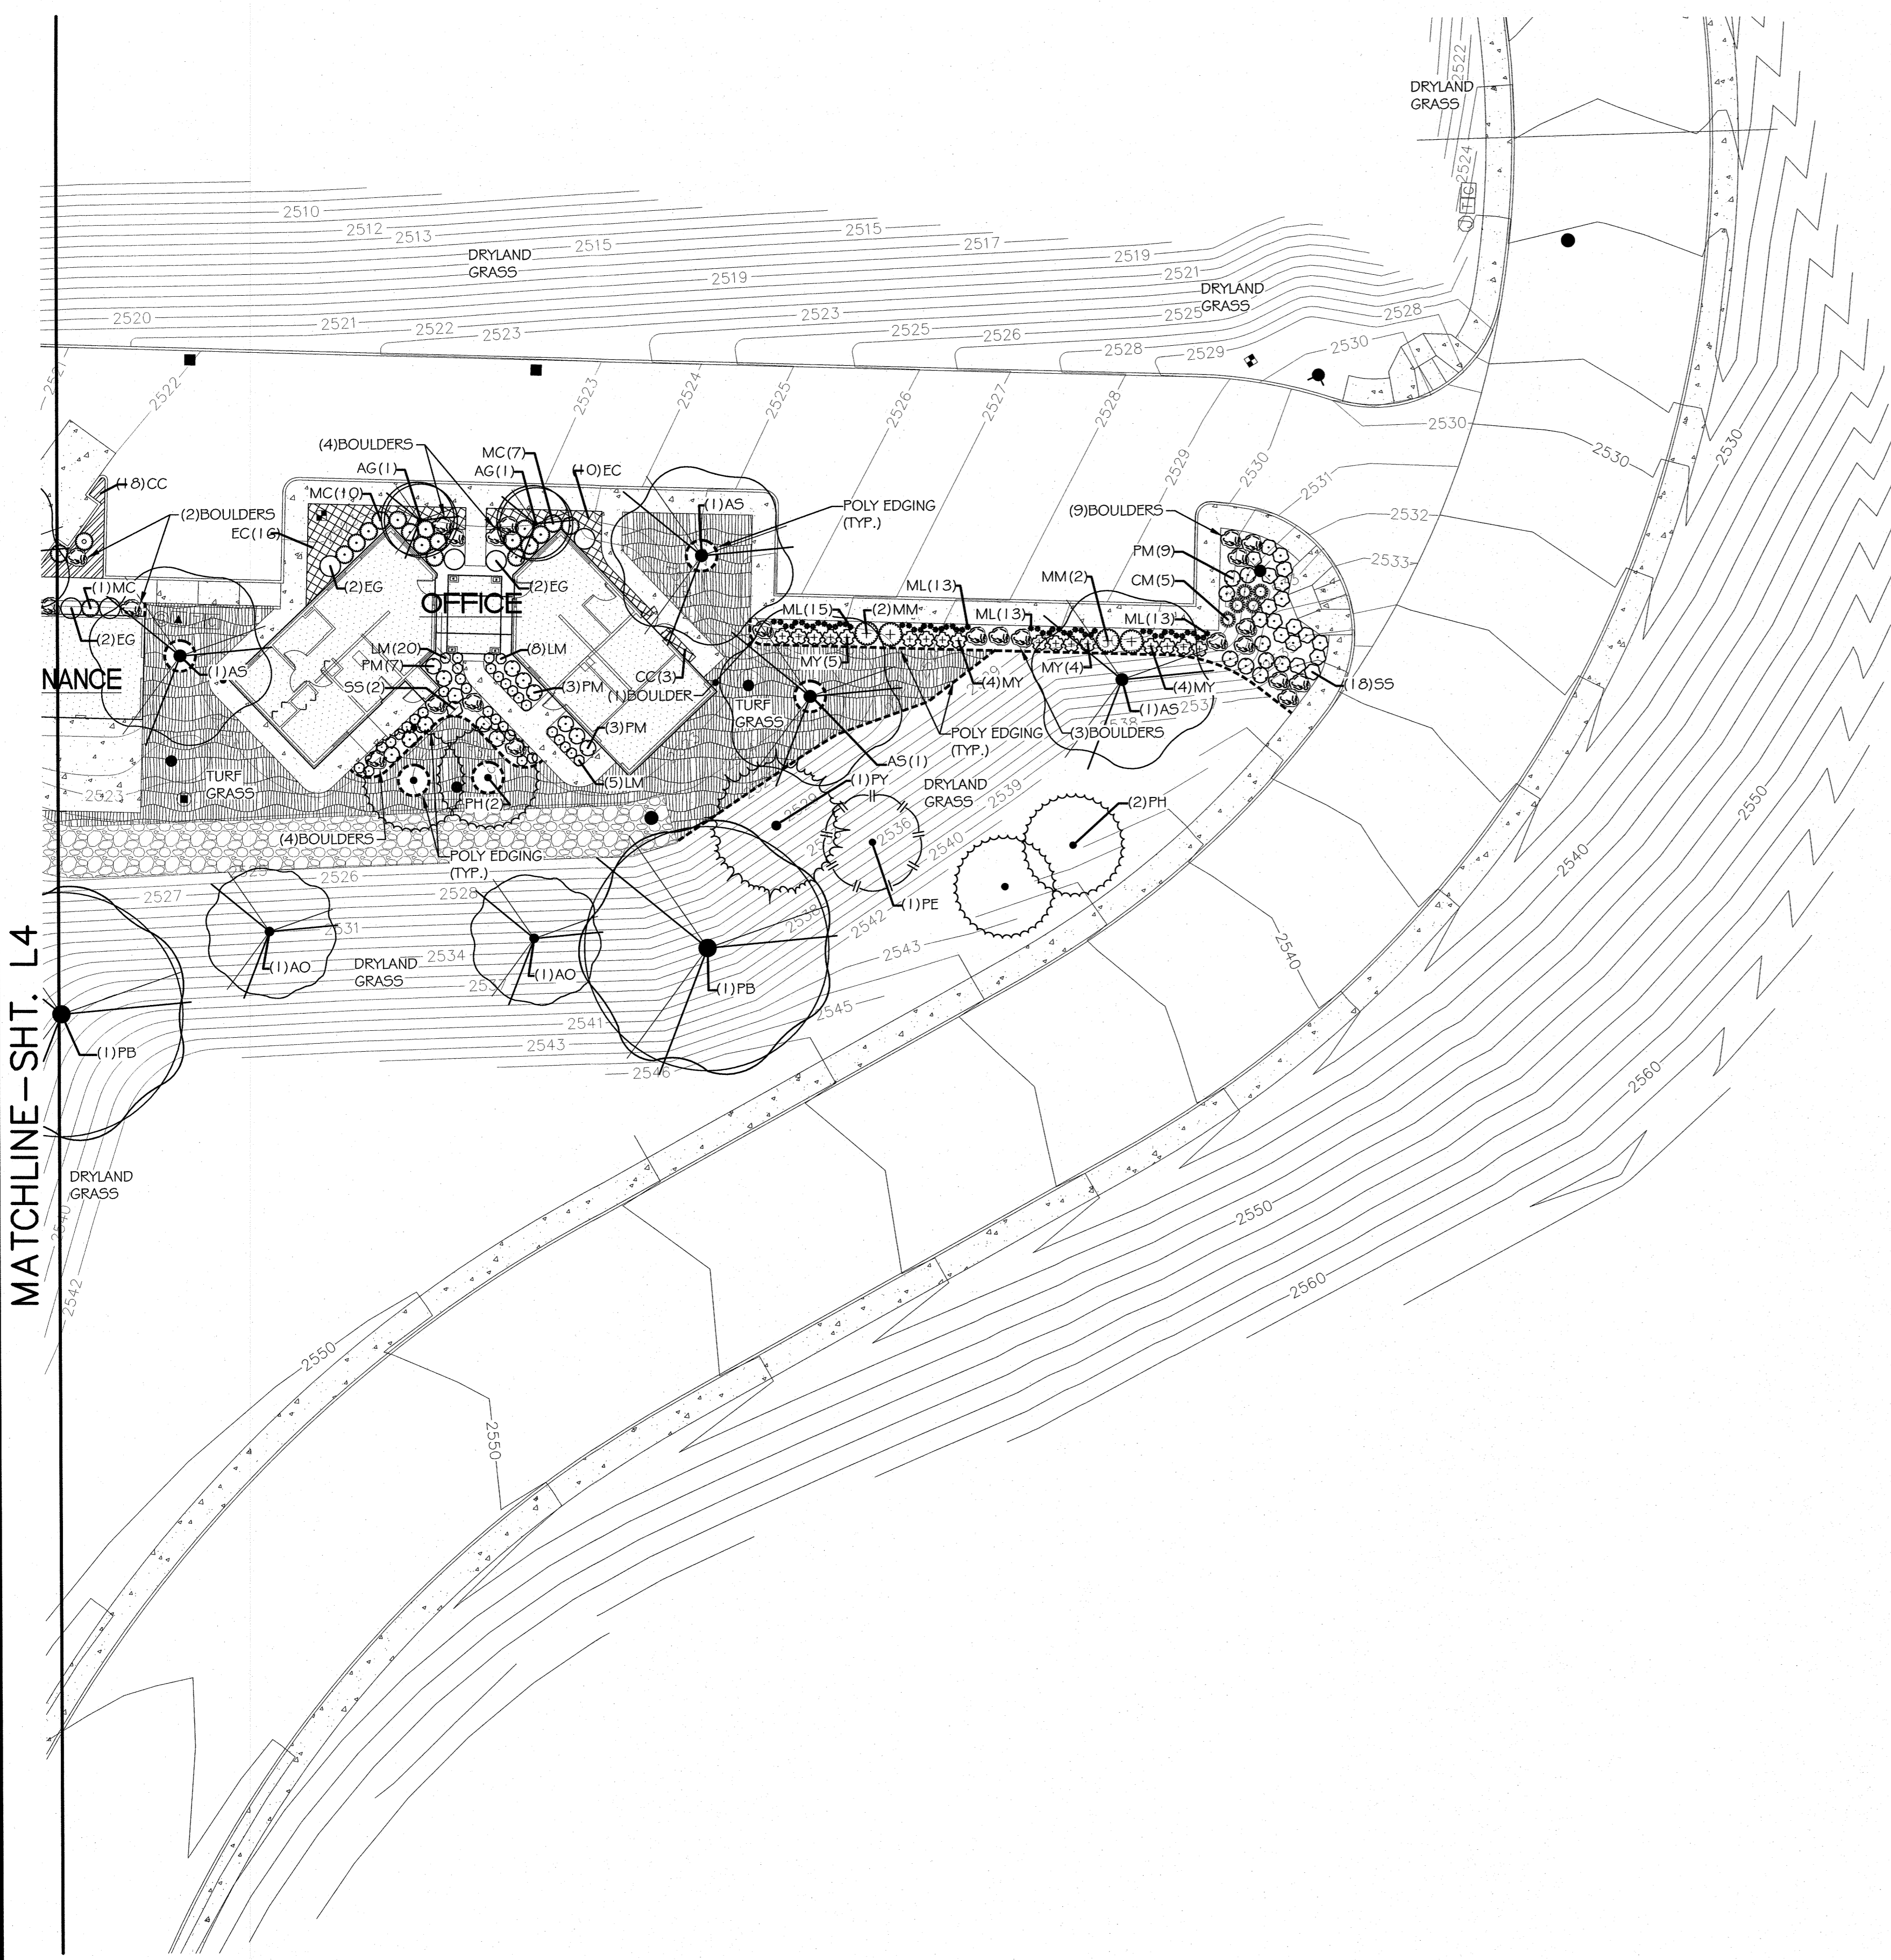 2522
DRYLAND
GRASS
2524
TC
2510
2512
2513
2515
2515
2517
2519
DRYLAND
GRASS
2519
2521
DRYLAND
GRASS
2520
2521
2522
2523
2523
2525
2525
2526
2528
2528
2529
2530
2522
2523
2524
2525
2526
2527
2528
2529
2530
2530
2530
2530
2531
2532
2533
(4)BOULDERS
MC(7)
AG(1)
AG(1)
(10)EC
(18)CC
MC(10)
(2)BOULDERS
(1)AS
POLY EDGING
(TYP.)
(9)BOULDERS
PM(9)
CM(5)
(1)MC
(2)EG
(2)EG
(2)EG
OFFICE
ML(13)
MM(2)
ML(15)
(2)MM
ML(13)
ML(13)
NANCE
(1)AS
LM(20)
PM(7)
SS(2)
(8)LM
(3)PM
CC(3)
(1)BOULDER
MY(5)
(4)MY
MY(4)
(4)MY
(18)SS
(1)AS
2537
2538
(3)BOULDERS
TURF
GRASS
(3)PM
POLY EDGING
(TYP.)
AS(1)
TURF
GRASS
2523
PH(2)
(5)LM
(1)PY
DRYLAND
GRASS
2539
(2)PH
(4)BOULDERS
POLY EDGING
(TYP.)
2536
2540
2526
2527
2528
(1)PE
2538
2542
2531
2534
2543
(1)AO
DRYLAND
GRASS
(1)AO
(1)PB
2541
2543
2545
2546
(1)PB
MATCHLINE-SHT. L4
DRYLAND
GRASS
2540
2542
2540
2540
2550
2560
2550
2560
2550
2550